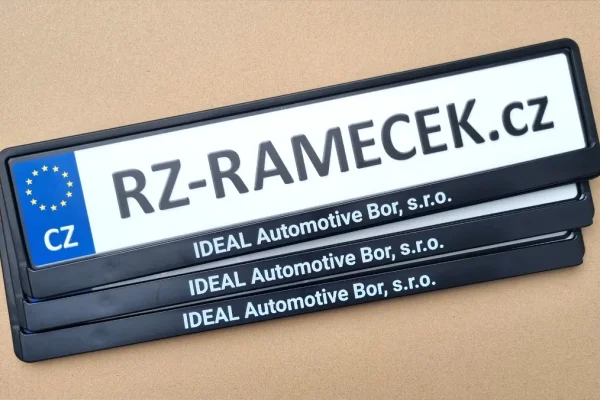 RZ-RAMECEK.cz
CZ
IDEAL Automotive Bor, s.r.o.
IDEAL Automotive Bor, s.r.o.
IDEAL Automotive Bor, s.r.o.